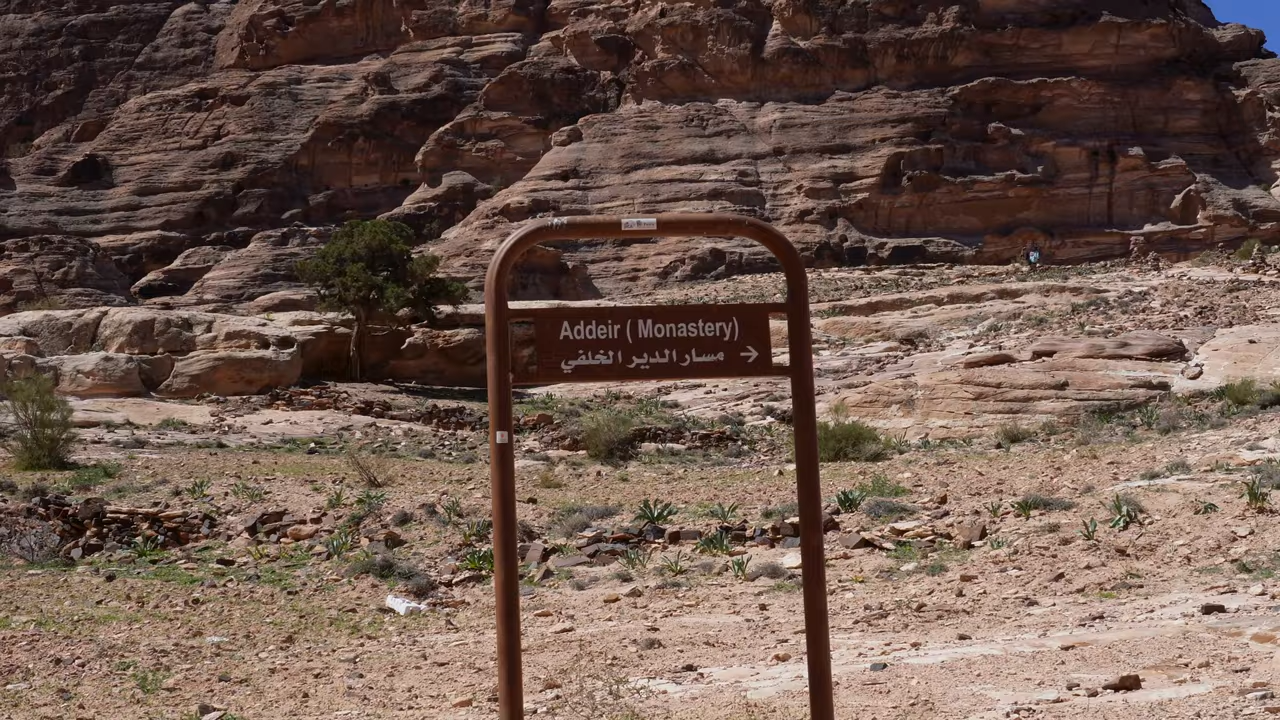 Addeir ( Monastery)
مسار الدير الخلفي →